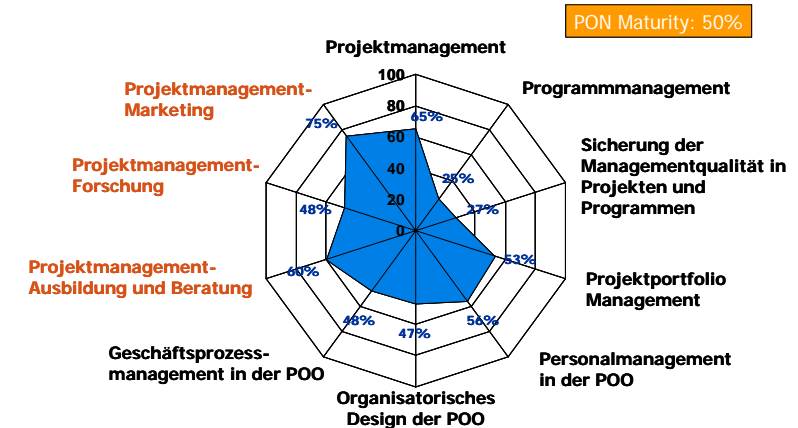 PON Maturity: 50%
Projektmanagement
Programmmanagement
Sicherung der
Managementqualität in
Projekten und
Programmen
Projektportfolio
Management
Personalmanagement
in der POO
Organisatorisches
Design der POO
Geschäftsprozess-
management in der POO
Projektmanagement-
Ausbildung und Beratung
Projektmanagement-
Forschung
Projektmanagement-
Marketing
100
80
60
40
20
0
65%
25%
27%
53%
56%
47%
48%
60%
48%
75%